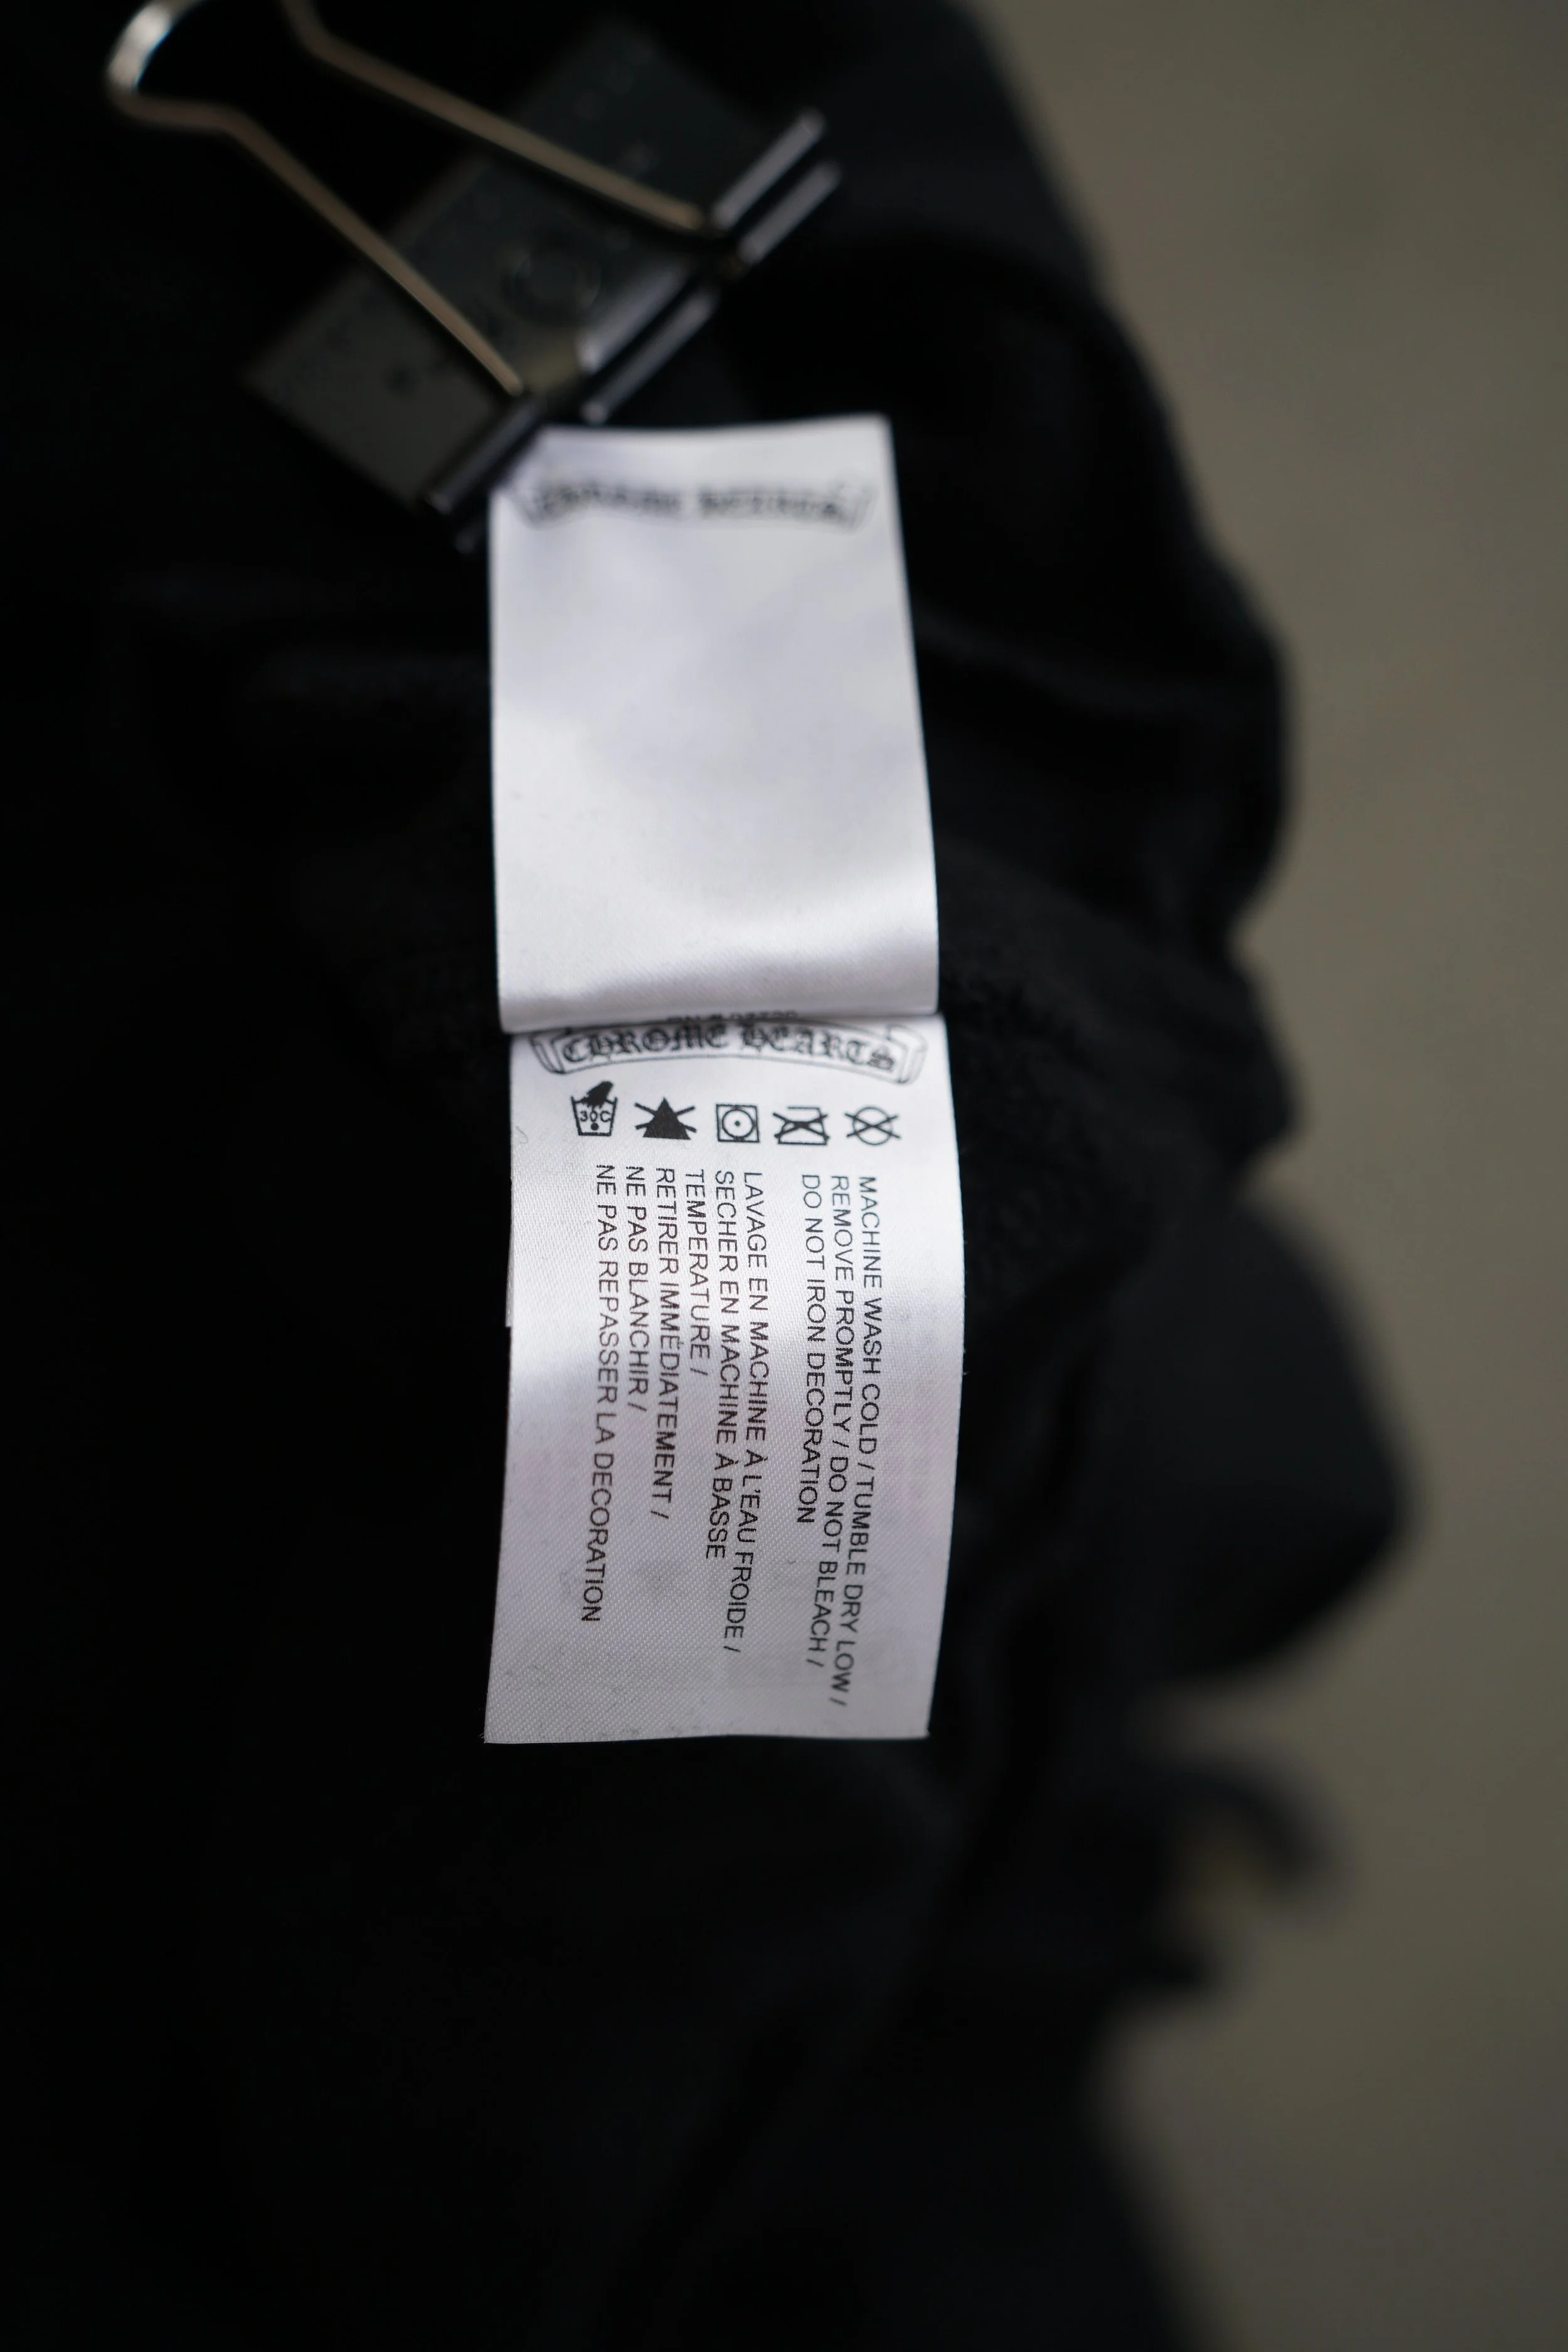 CHROME HEARTS
CHROME HEARTS
30C
MACHINE WASH COLD / TUMBLE DRY LOW /
REMOVE PROMPTLY / DO NOT BLEACH /
DO NOT IRON DECORATION
LAVAGE EN MACHINE À L'EAU FROIDE /
SECHER EN MACHINE À BASSE
TEMPERATURE /
RETIRER IMMÉDIATEMENT /
NE PAS BLANCHIR /
NE PAS REPASSER LA DECORATION